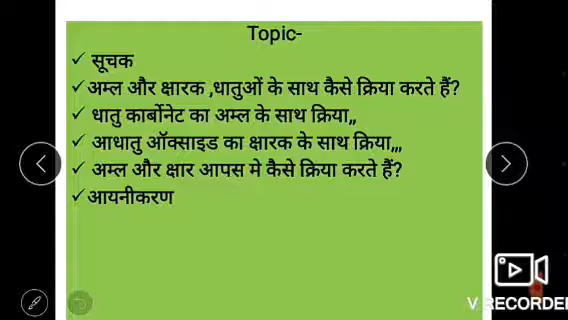 Topic-
✓ सूचक
✓ अम्ल और क्षारक ,धातुओं के साथ कैसे क्रिया करते हैं?
✓ धातु कार्बोनेट का अम्ल के साथ क्रिया,,
✓ आधातु ऑक्साइड का क्षारक के साथ क्रिया,,,
✓ अम्ल और क्षार आपस मे कैसे क्रिया करते हैं?
✓ आयनीकरण
V RECORDER